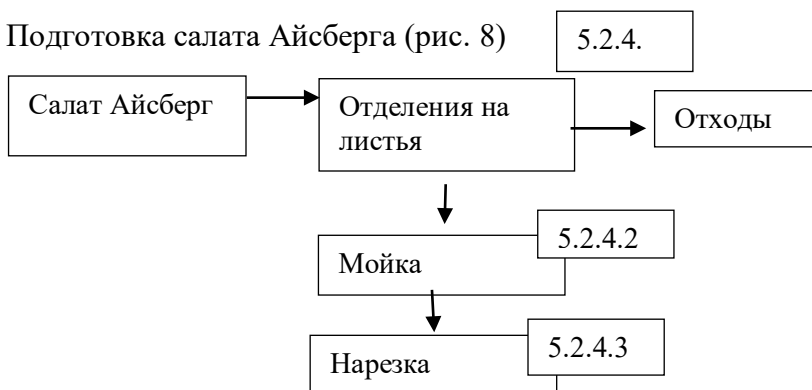 Подготовка салата Айсберга (рис. 8)
5.2.4.
Салат Айсберг
Отделения на
листья
Отходы
5.2.4.2
Мойка
5.2.4.3
Нарезка